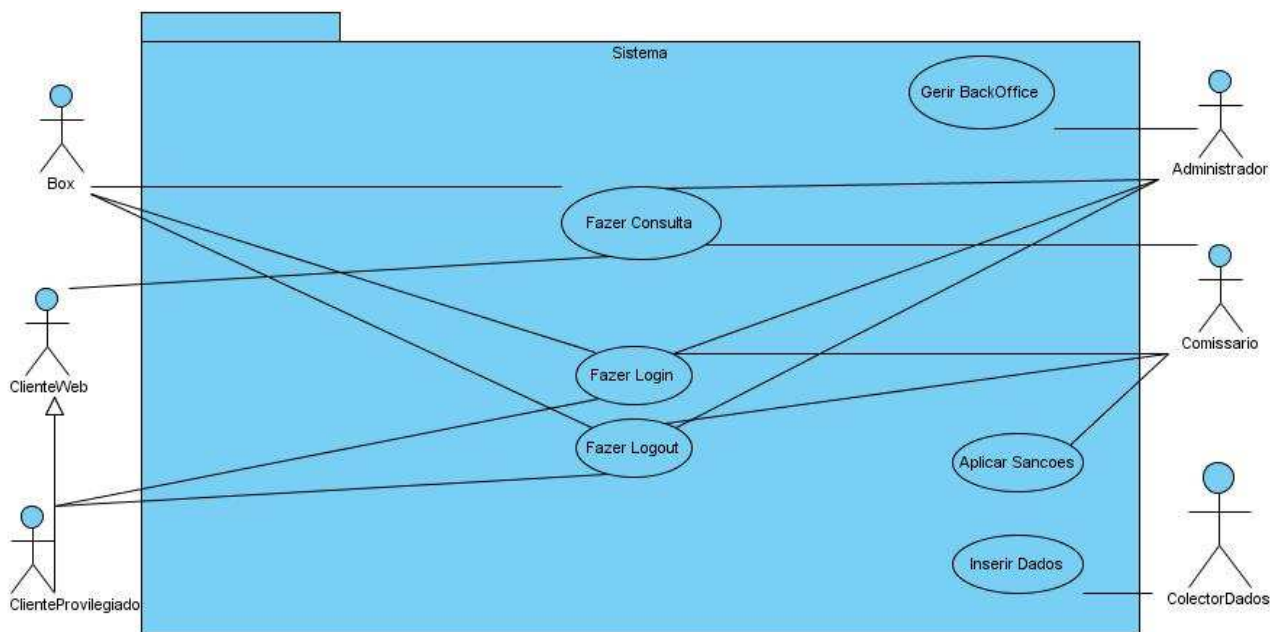 Sistema
Gerir BackOffice
Box
Administrador
Fazer Consulta
ClienteWeb
Comissario
Fazer Login
Fazer Logout
Aplicar Sancoes
Inserir Dados
ClienteProvilegiado
ColectorDados